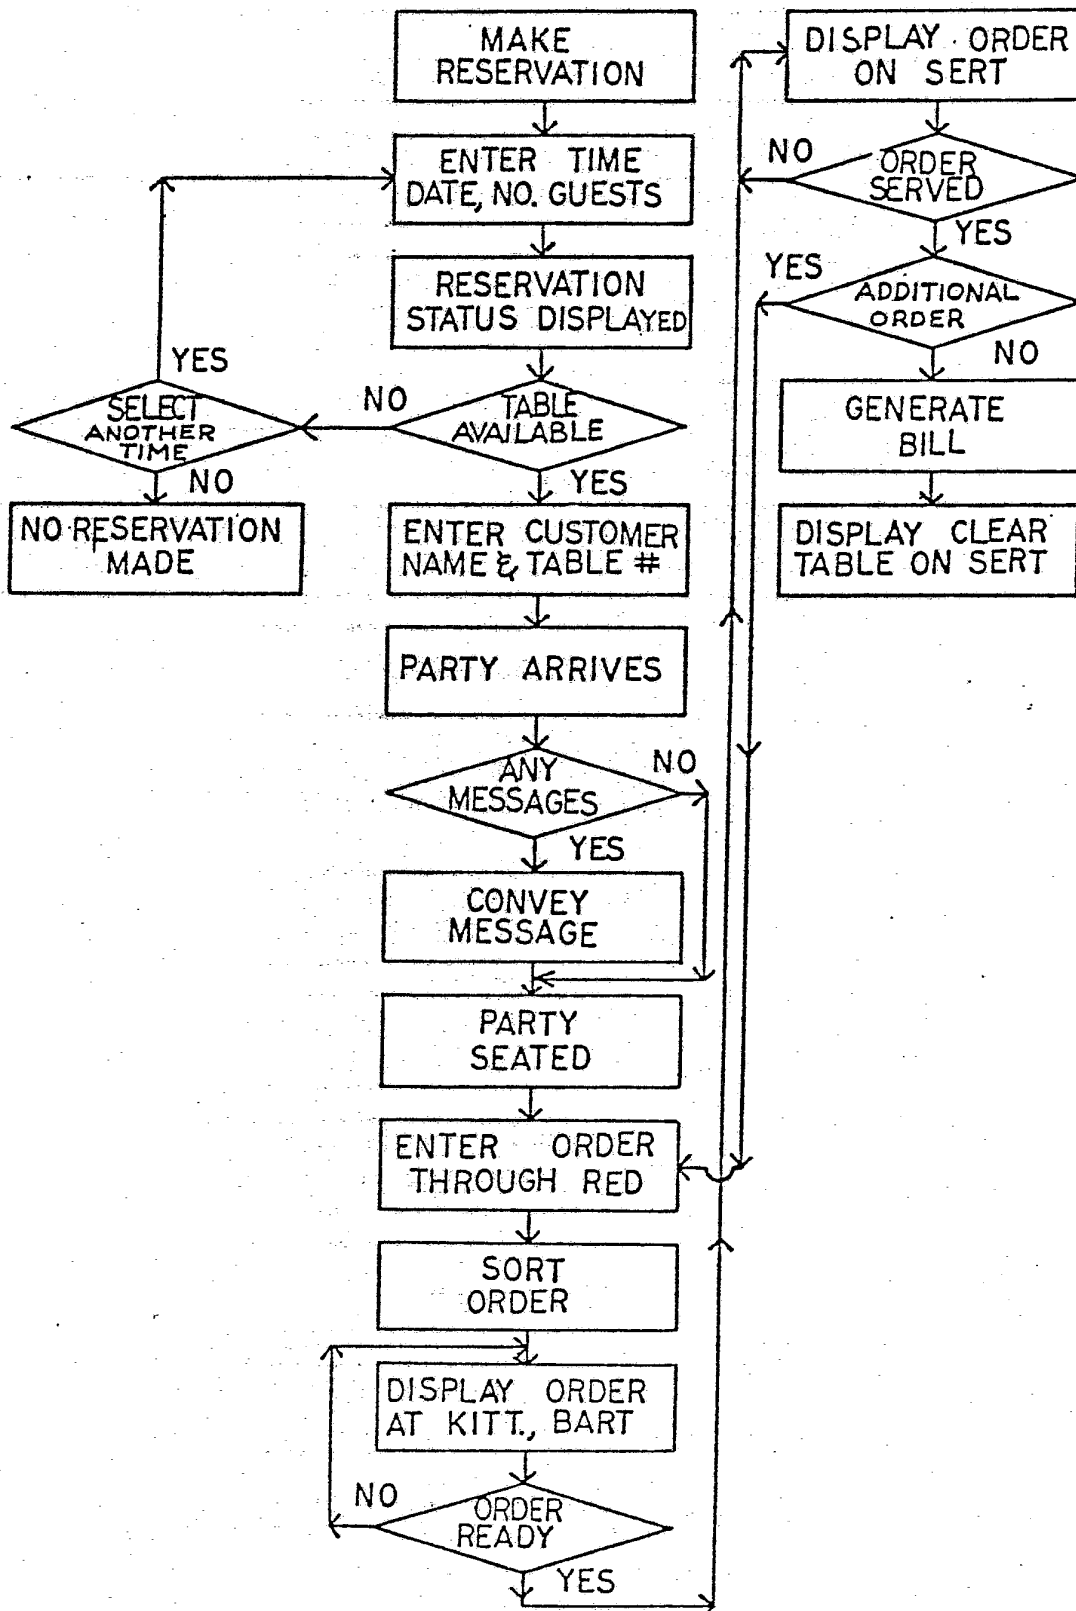 MAKE
RESERVATION
ENTER TIME
DATE, NO. GUESTS
RESERVATION
STATUS DISPLAYED
TABLE
AVAILABLE
NO
YES
SELECT
ANOTHER
TIME
YES
NO
NO RESERVATION
MADE
ENTER CUSTOMER
NAME & TABLE #
PARTY ARRIVES
ANY
MESSAGES
NO
YES
CONVEY
MESSAGE
PARTY
SEATED
ENTER ORDER
THROUGH RED
SORT
ORDER
DISPLAY ORDER
AT KITT., BART
ORDER
READY
NO
YES
DISPLAY ORDER
ON SERT
ORDER
SERVED
NO
YES
ADDITIONAL
ORDER
YES
NO
GENERATE
BILL
DISPLAY CLEAR
TABLE ON SERT